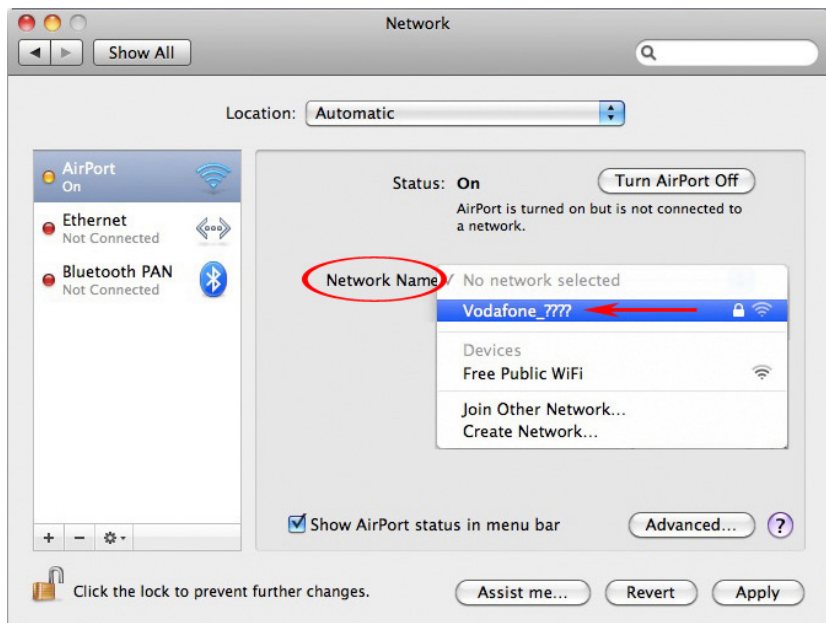 Network
Show All
Location: Automatic
AirPort
On
Ethernet
Not Connected
Bluetooth PAN
Not Connected
Status: On
Turn AirPort Off
AirPort is turned on but is not connected to
a network.
Network Name
✓ No network selected
Vodafone_????
Devices
Free Public WiFi
Join Other Network...
Create Network...
Show AirPort status in menu bar
Advanced...
?
Click the lock to prevent further changes.
Assist me...
Revert
Apply